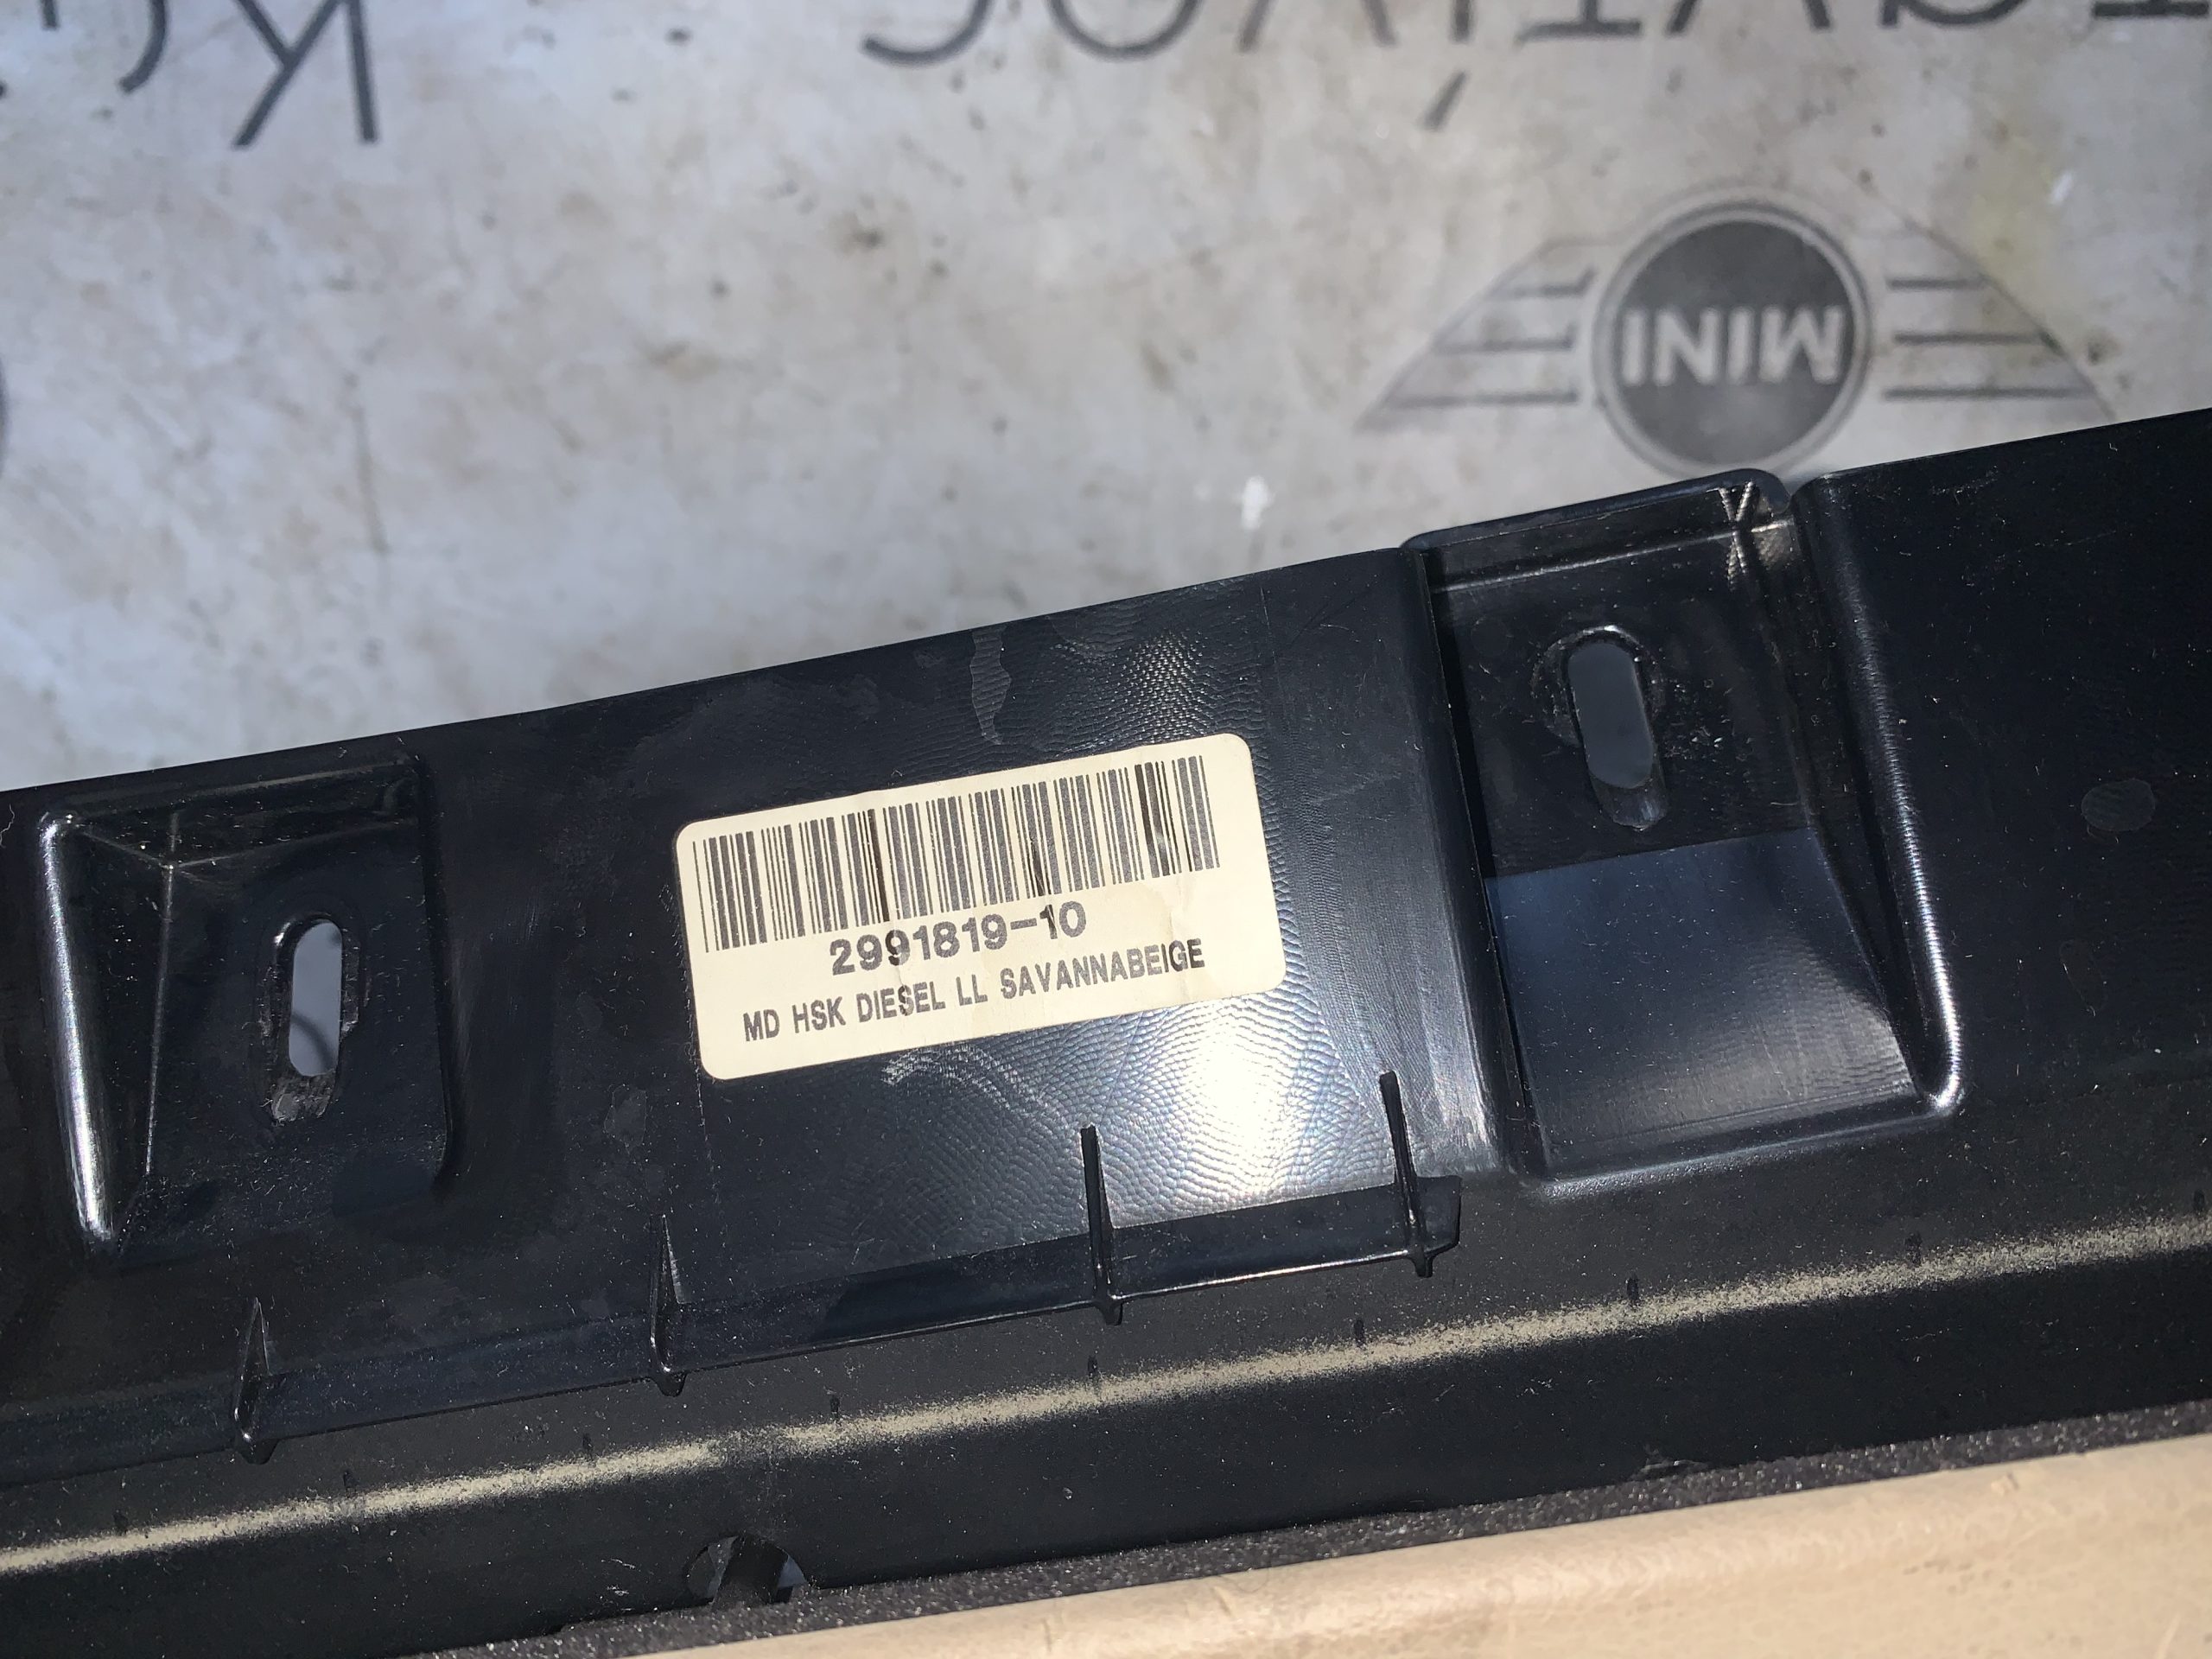 MINI
2991819-10
MD HSK DIESEL LL SAVANNABEIGE